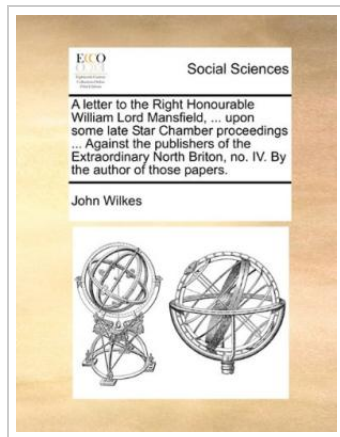 ECCO
Social Sciences
A letter to the Right Honourable
William Lord Mansfield, ... upon
some late Star Chamber proceedings
... Against the publishers of the
Extraordinary North Briton, no. IV. By
the author of those papers.
John Wilkes